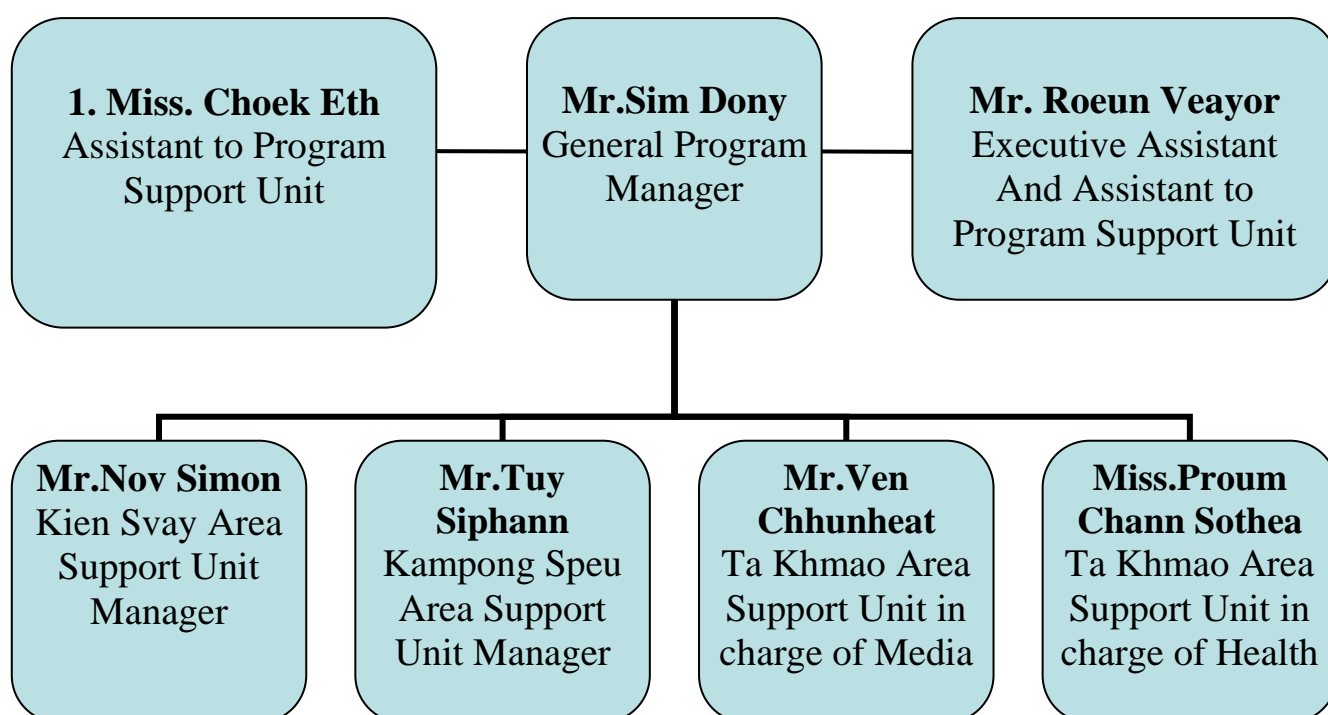 1. Miss. Choek Eth
Assistant to Program
Support Unit
Mr.Sim Dony
General Program
Manager
Mr. Roeun Veayor
Executive Assistant
And Assistant to
Program Support Unit
Mr.Nov Simon
Kien Svay Area
Support Unit
Manager
Mr.Tuy
Siphann
Kampong Speu
Area Support
Unit Manager
Mr.Ven
Chhunheat
Ta Khmao Area
Support Unit in
charge of Media
Miss.Proum
Chann Sothea
Ta Khmao Area
Support Unit in
charge of Health